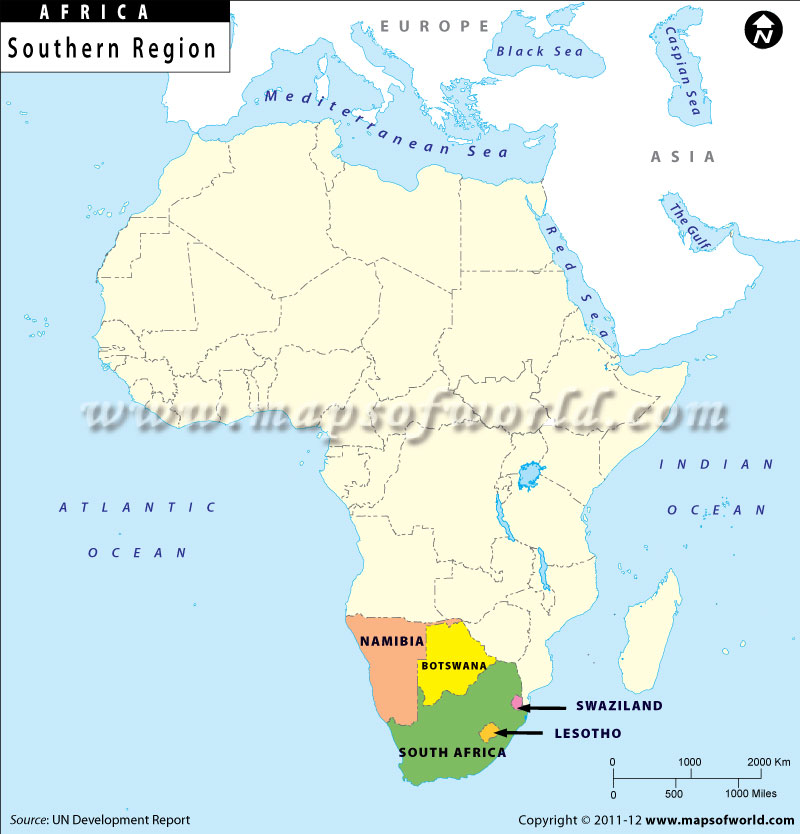 AFRICA
Southern Region
EUROPE
Black Sea
Caspian Sea
Mediterranean Sea
ASIA
The Gulf
Red Sea
www.mapsofworld.com
INDIAN
OCEAN
ATLANTIC
OCEAN
NAMIBIA
BOTSWANA
SWAZILAND
LESOTHO
SOUTH AFRICA
0 1000 2000 Km
0 500 1000 Miles
N
Source: UN Development Report
Copyright © 2011-12 www.mapsofworld.com